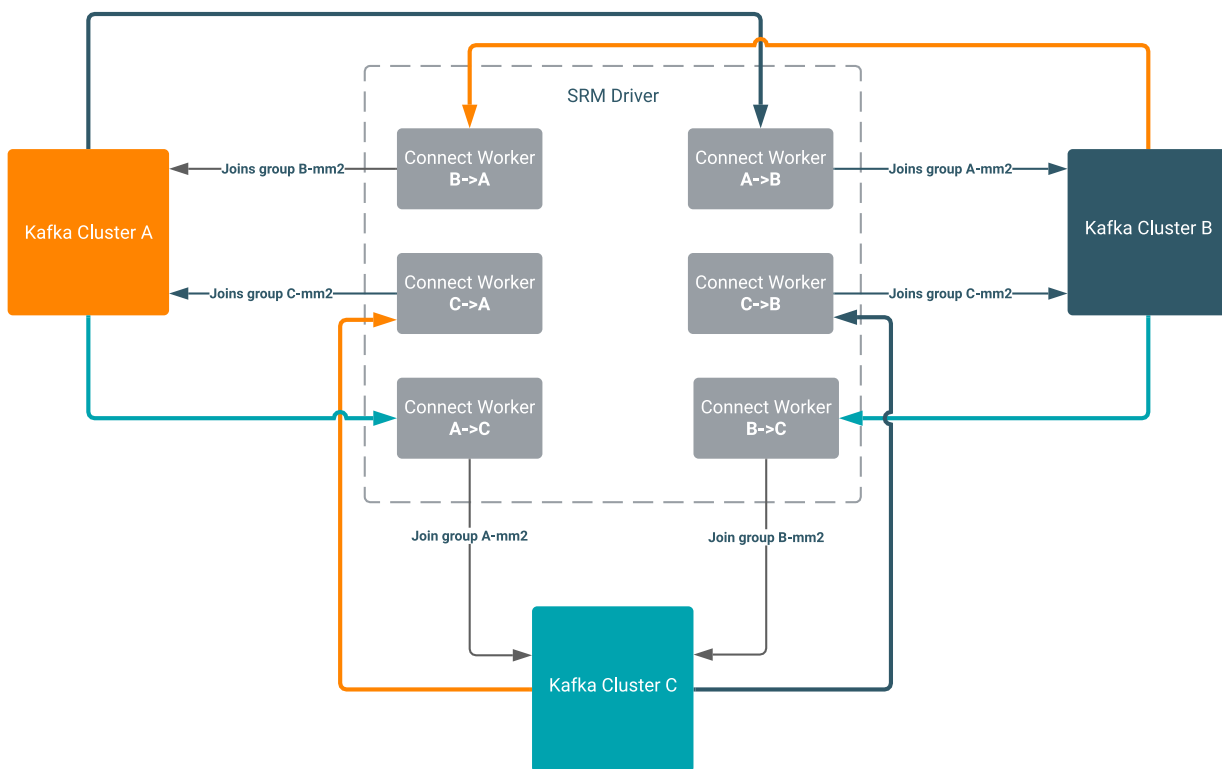 SRM Driver
Connect Worker
B->A
Connect Worker
A->B
Joins group B-mm2
Joins group A-mm2
Kafka Cluster A
Kafka Cluster B
Connect Worker
C->A
Connect Worker
C->B
Joins group C-mm2
Joins group C-mm2
Connect Worker
A->C
Connect Worker
B->C
Join group A-mm2
Join group B-mm2
Kafka Cluster C